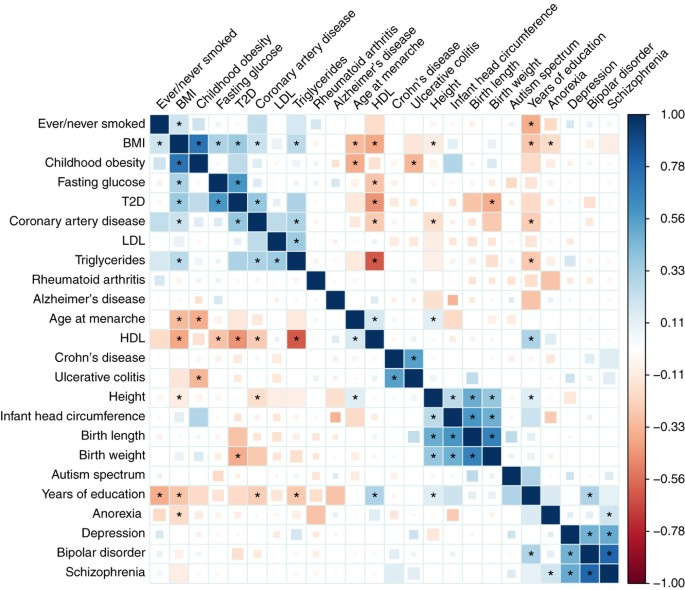 Ever/never smoked
BMI
Childhood obesity
Fasting glucose
T2D
Coronary artery disease
LDL
Triglycerides
Rheumatoid arthritis
Alzheimer's disease
Age at menarche
HDL
Crohn's disease
Ulcerative colitis
Height
Infant head circumference
Birth length
Birth weight
Autism spectrum
Years of education
Anorexia
Depression
Bipolar disorder
Schizophrenia
Ever/never smoked
BMI
Childhood obesity
Fasting glucose
T2D
Coronary artery disease
LDL
Triglycerides
Rheumatoid arthritis
Alzheimer's disease
Age at menarche
HDL
Crohn's disease
Ulcerative colitis
Height
Infant head circumference
Birth length
Birth weight
Autism spectrum
Years of education
Anorexia
Depression
Bipolar disorder
Schizophrenia
1.00
0.78
0.56
0.33
0.11
−0.11
−0.33
−0.56
−0.78
−1.00